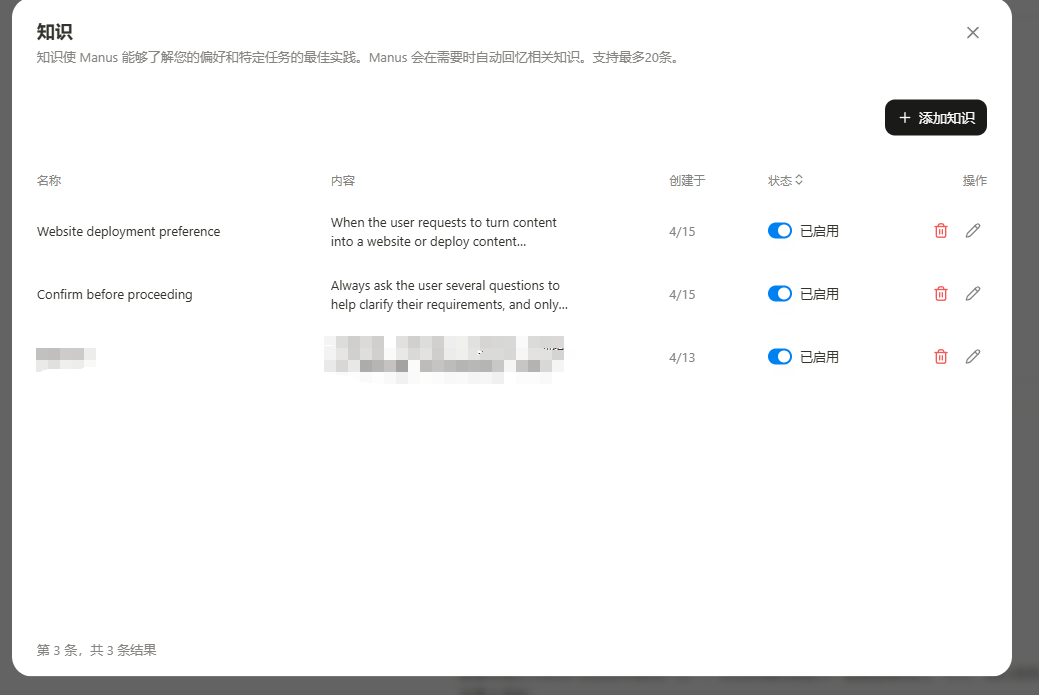 知识
知识使 Manus 能够了解您的偏好和特定任务的最佳实践。Manus 会在需要时自动回忆相关知识。支持最多20条。
添加知识
名称 内容 创建于 状态 操作
Website deployment preference
When the user requests to turn content
into a website or deploy content...
4/15 已启用
Confirm before proceeding
Always ask the user several questions to
help clarify their requirements, and only...
4/15 已启用
4/13 已启用
第 3 条，共 3 条结果